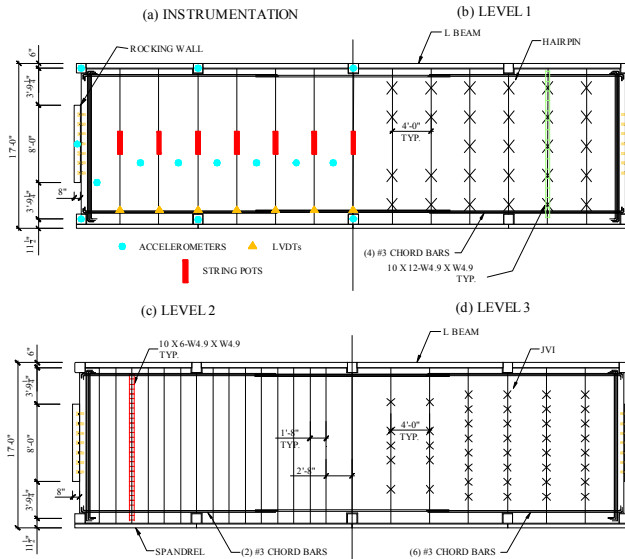 (a) INSTRUMENTATION
(b) LEVEL 1
ROCKING WALL
L BEAM
HAIRPIN
6"
3'-9¼"
17'-0"
8'-0"
3'-9¼"
11½"
8"
4'-0"
TYP.
(4) #3 CHORD BARS
10 X 12-W4.9 X W4.9
TYP.
ACCELEROMETERS
LVDTs
STRING POTS
(c) LEVEL 2
(d) LEVEL 3
10 X 6-W4.9 X W4.9
TYP.
L BEAM
JVI
6"
3'-9¼"
17'-0"
8'-0"
3'-9¼"
11½"
8"
1'-8"
TYP.
2'-8"
4'-0"
TYP.
SPANDREL
(2) #3 CHORD BARS
(6) #3 CHORD BARS